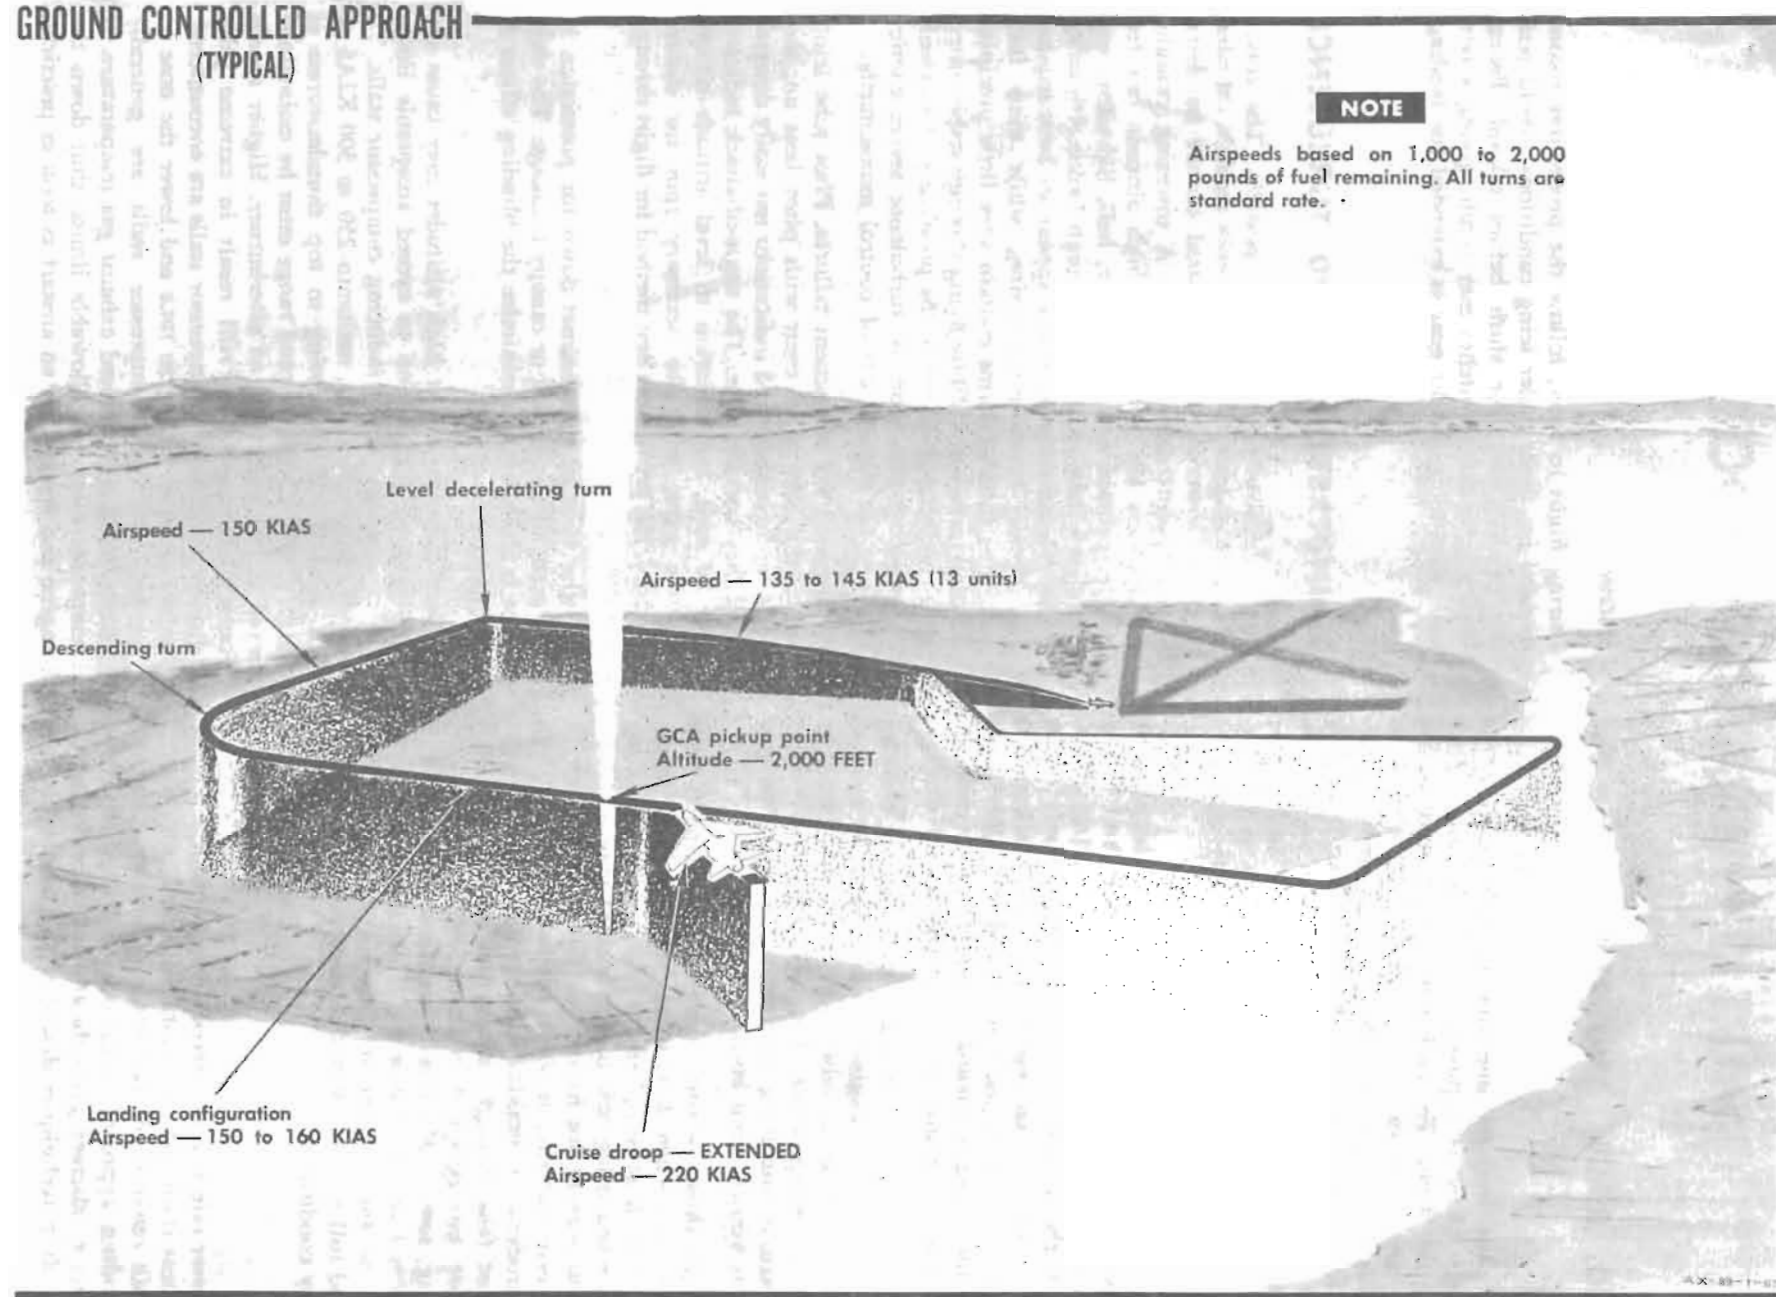 GROUND CONTROLLED APPROACH
(TYPICAL)
NOTE
Airspeeds based on 1,000 to 2,000
pounds of fuel remaining. All turns are
standard rate.
Level decelerating turn
Airspeed — 150 KIAS
Airspeed — 135 to 145 KIAS (13 units)
Descending turn
GCA pickup point
Altitude — 2,000 FEET
Landing configuration
Airspeed — 150 to 160 KIAS
Cruise droop — EXTENDED
Airspeed — 220 KIAS